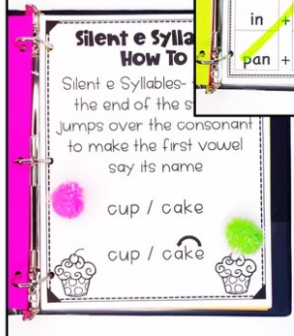 Silent e
How To
Silent e Syllables-
the end of the
jumps over the consonant
to make the first vowel
say its name
cup / cake
cup / cake
in +
pan +